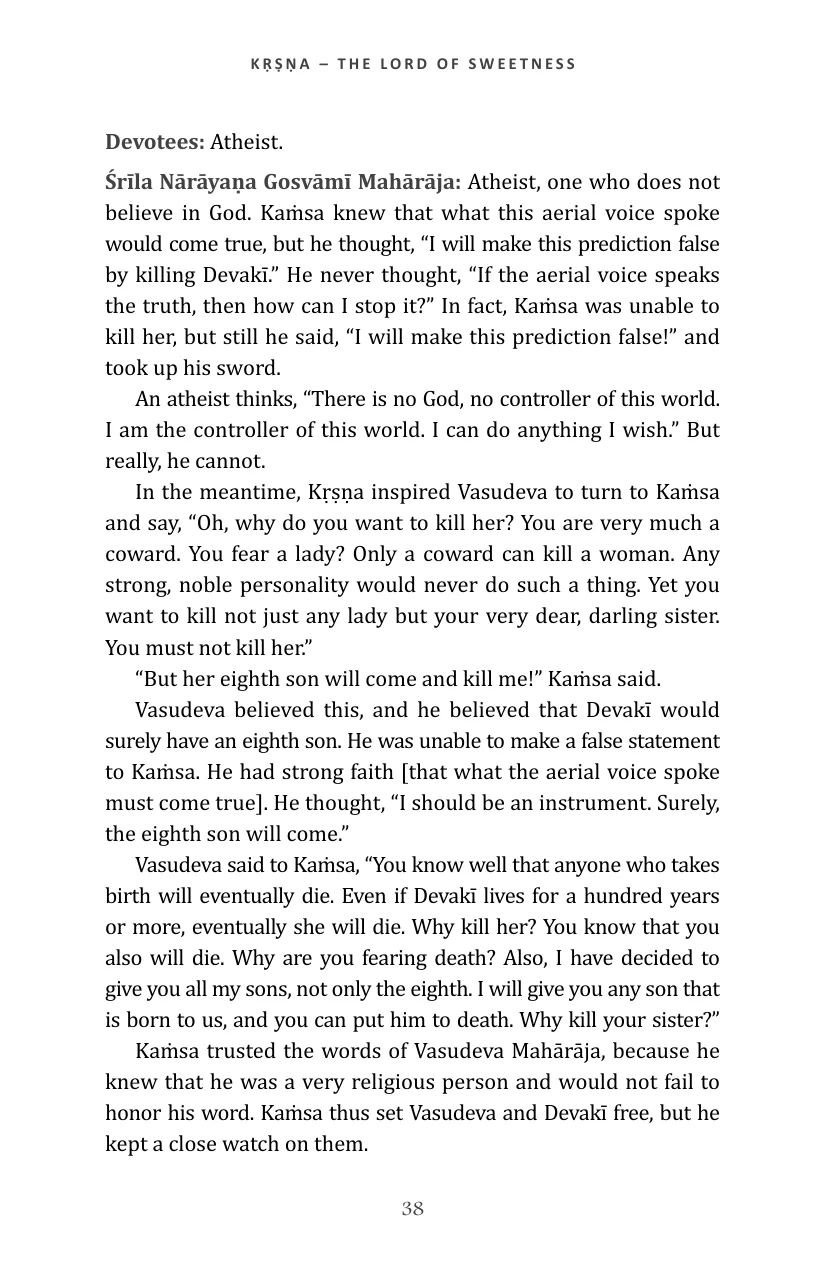 KṚṢṆA – THE LORD OF SWEETNESS
Devotees: Atheist.
Śrīla Nārāyaṇa Gosvāmī Mahārāja: Atheist, one who does not
believe in God. Kaṁsa knew that what this aerial voice spoke
would come true, but he thought, “I will make this prediction false
by killing Devakī.” He never thought, “If the aerial voice speaks
the truth, then how can I stop it?” In fact, Kaṁsa was unable to
kill her, but still he said, “I will make this prediction false!” and
took up his sword.
An atheist thinks, “There is no God, no controller of this world.
I am the controller of this world. I can do anything I wish.” But
really, he cannot.
In the meantime, Kṛṣṇa inspired Vasudeva to turn to Kaṁsa
and say, “Oh, why do you want to kill her? You are very much a
coward. You fear a lady? Only a coward can kill a woman. Any
strong, noble personality would never do such a thing. Yet you
want to kill not just any lady but your very dear, darling sister.
You must not kill her.”
“But her eighth son will come and kill me!” Kaṁsa said.
Vasudeva believed this, and he believed that Devakī would
surely have an eighth son. He was unable to make a false statement
to Kaṁsa. He had strong faith [that what the aerial voice spoke
must come true]. He thought, “I should be an instrument. Surely,
the eighth son will come.”
Vasudeva said to Kaṁsa, “You know well that anyone who takes
birth will eventually die. Even if Devakī lives for a hundred years
or more, eventually she will die. Why kill her? You know that you
also will die. Why are you fearing death? Also, I have decided to
give you all my sons, not only the eighth. I will give you any son that
is born to us, and you can put him to death. Why kill your sister?”
Kaṁsa trusted the words of Vasudeva Mahārāja, because he
knew that he was a very religious person and would not fail to
honor his word. Kaṁsa thus set Vasudeva and Devakī free, but he
kept a close watch on them.
38